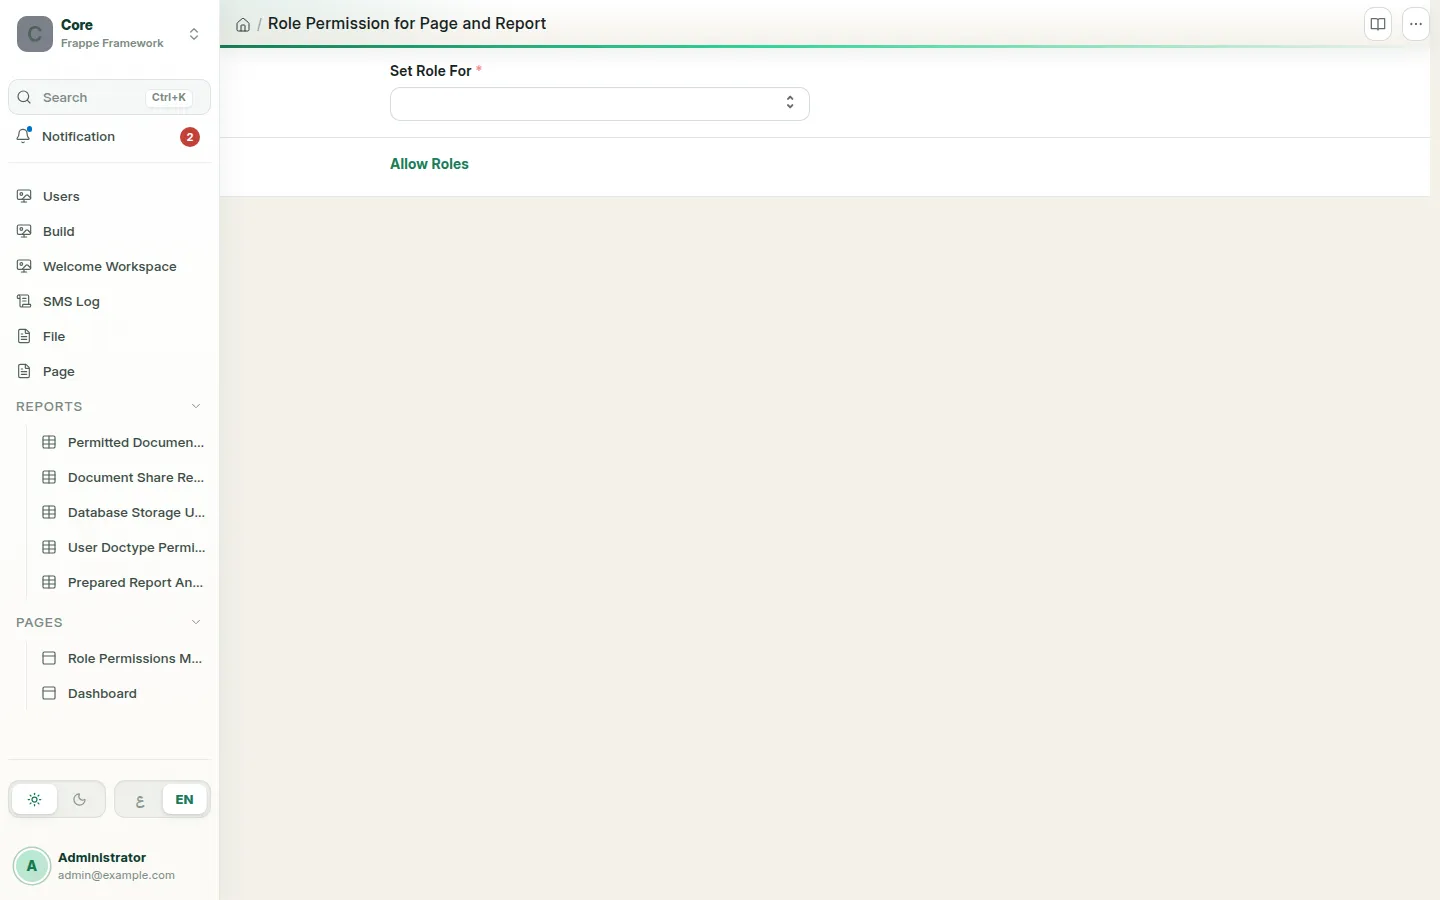 Core
Frappe Framework
Search
Ctrl+K
Notification
2
Users
Build
Welcome Workspace
SMS Log
File
Page
REPORTS
Permitted Documen...
Document Share Re...
Database Storage U...
User Doctype Permi...
Prepared Report An...
PAGES
Role Permissions M...
Dashboard
ع
EN
A
Administrator
admin@example.com
C
/ Role Permission for Page and Report
Set Role For *
Allow Roles